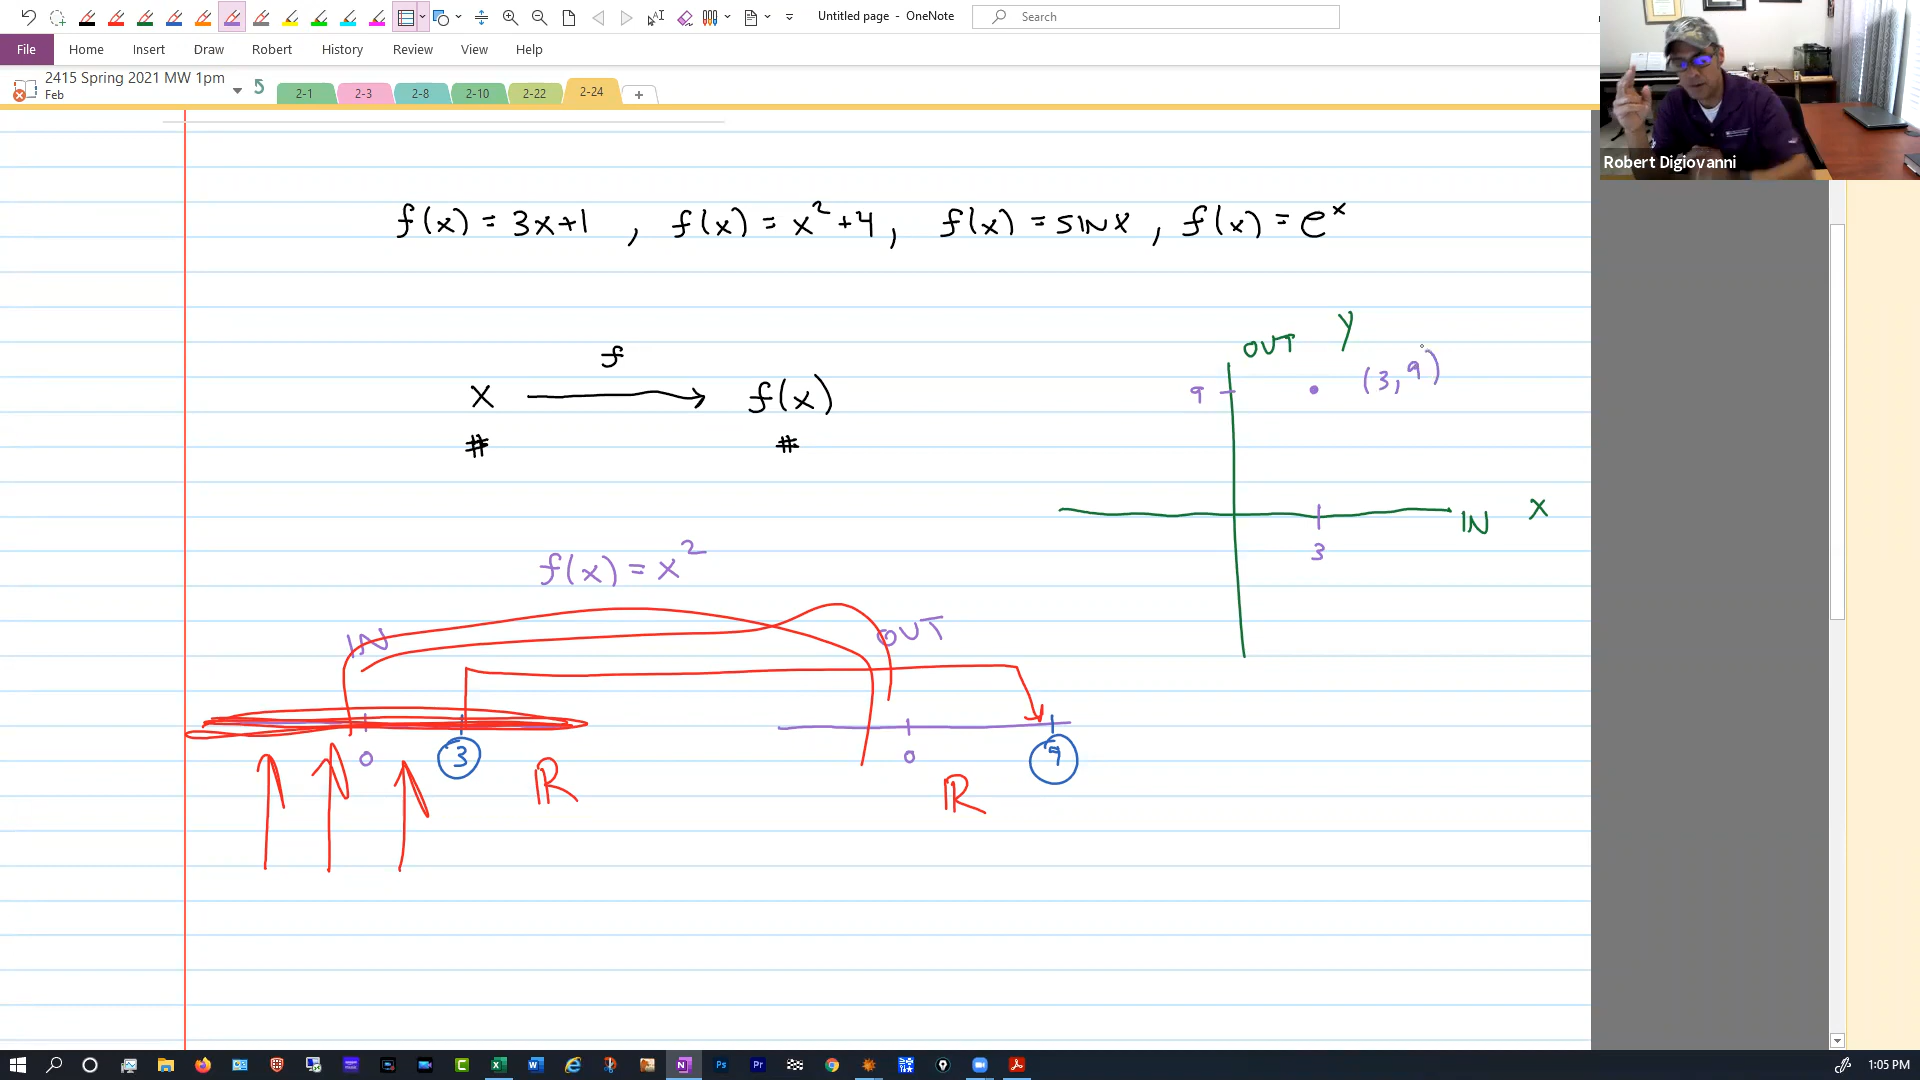 Untitled page - OneNote
Search
File Home Insert Draw Robert History Review View Help
2415 Spring 2021 MW 1pm
Feb
2-1 2-3 2-8 2-10 2-22 2-24 +
Robert Digiovanni
f(x) = 3x+1 , f(x) = x²+4, f(x) = SIN x , f(x) = eˣ
OUT Y
f
9 (3, 9)
x → f(x)
# #
IN X
3
f(x) = x²
IN OUT
0 3 0 9
ℝ ℝ
1:05 PM